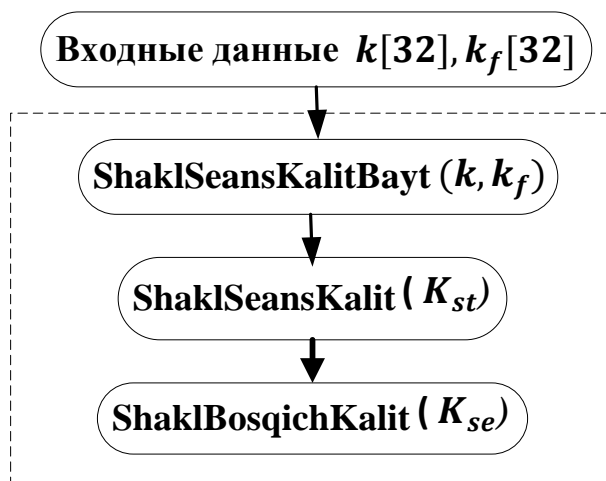 Входные данные k[32], k_f[32]
ShaklSeansKalitBayt(k, k_f)
ShaklSeansKalit( K_st)
ShaklBosqichKalit( K_se)